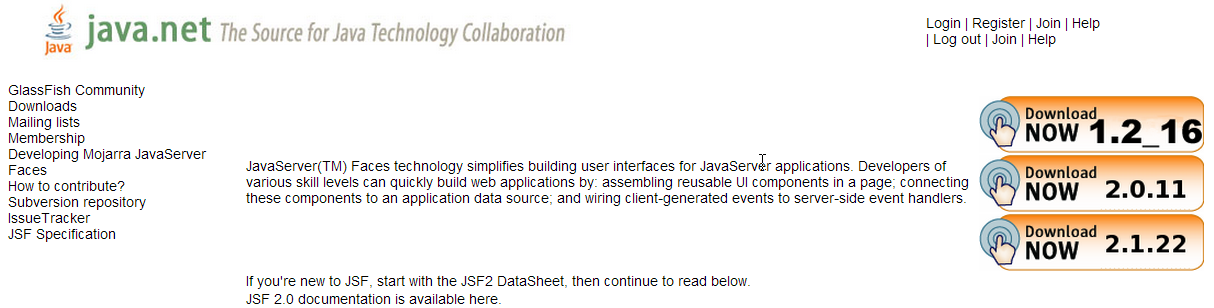 Java
java.net The Source for Java Technology Collaboration
Login | Register | Join | Help
| Log out | Join | Help
GlassFish Community
Downloads
Mailing lists
Membership
Developing Mojarra JavaServer
Faces
How to contribute?
Subversion repository
IssueTracker
JSF Specification
JavaServer(TM) Faces technology simplifies building user interfaces for JavaServer applications. Developers of
various skill levels can quickly build web applications by: assembling reusable UI components in a page; connecting
these components to an application data source; and wiring client-generated events to server-side event handlers.
If you're new to JSF, start with the JSF2 DataSheet, then continue to read below.
JSF 2.0 documentation is available here.
Download
NOW 1.2_16
Download
NOW 2.0.11
Download
NOW 2.1.22